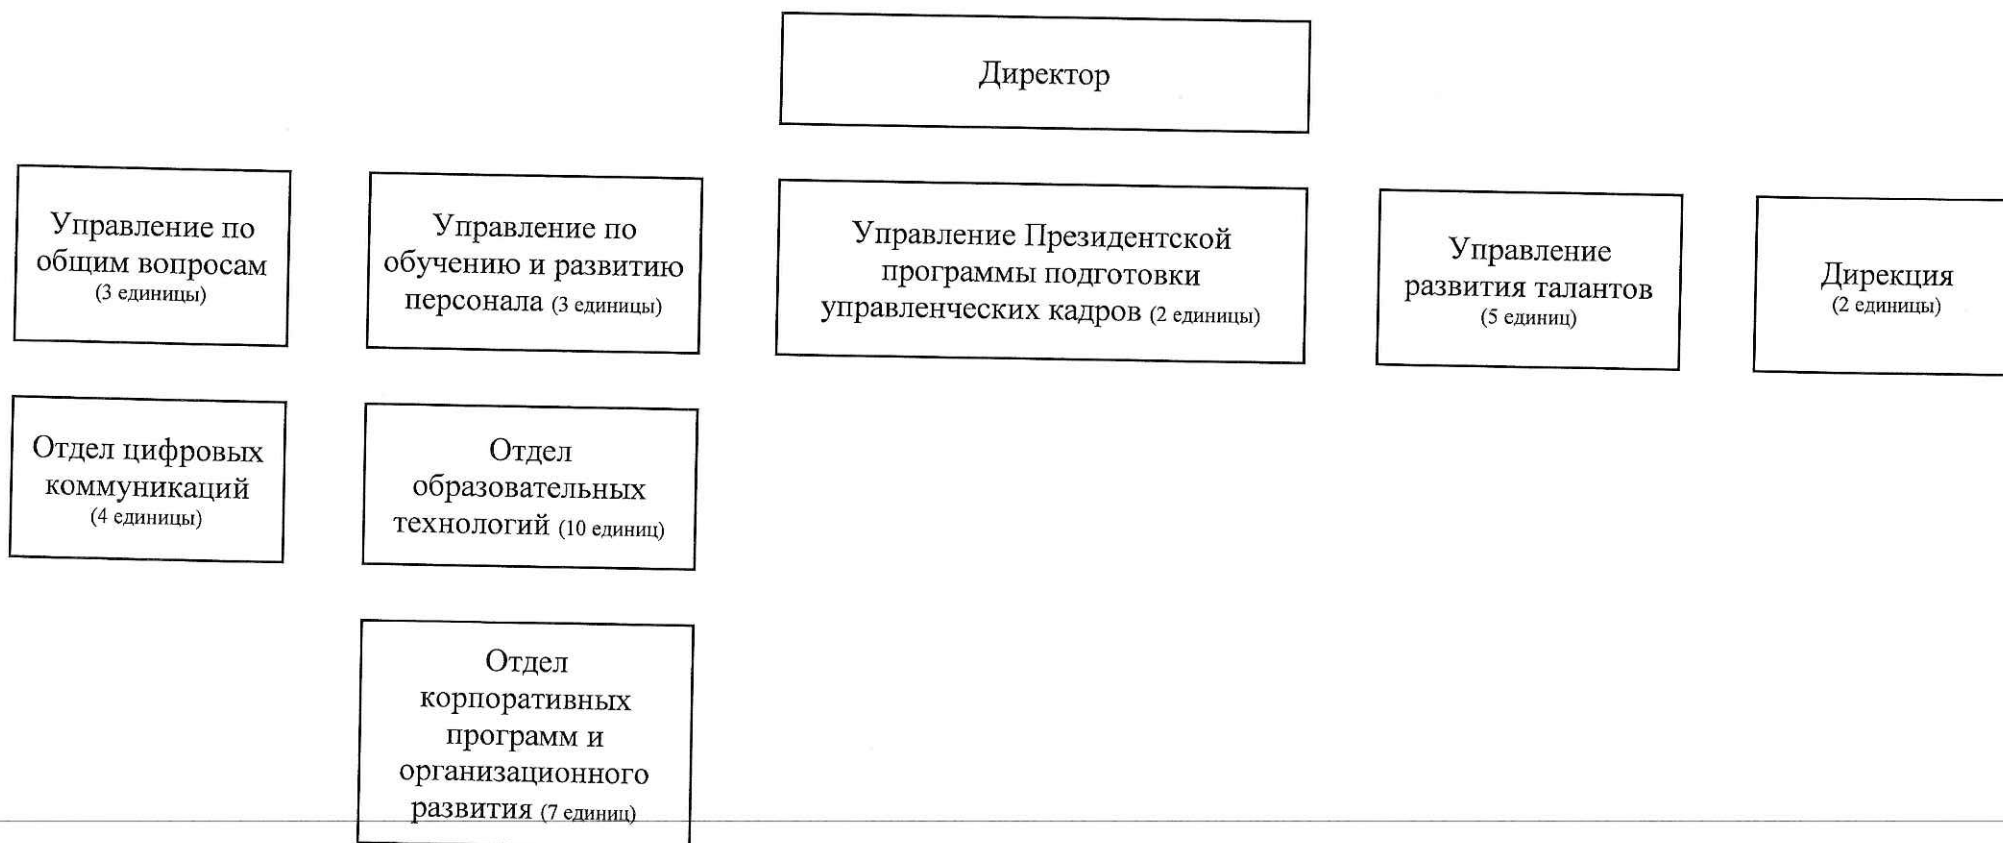 Директор
Управление по
общим вопросам
(3 единицы)
Управление по
обучению и развитию
персонала (3 единицы)
Управление Президентской
программы подготовки
управленческих кадров (2 единицы)
Управление
развития талантов
(5 единиц)
Дирекция
(2 единицы)
Отдел цифровых
коммуникаций
(4 единицы)
Отдел
образовательных
технологий (10 единиц)
Отдел
корпоративных
программ и
организационного
развития (7 единиц)